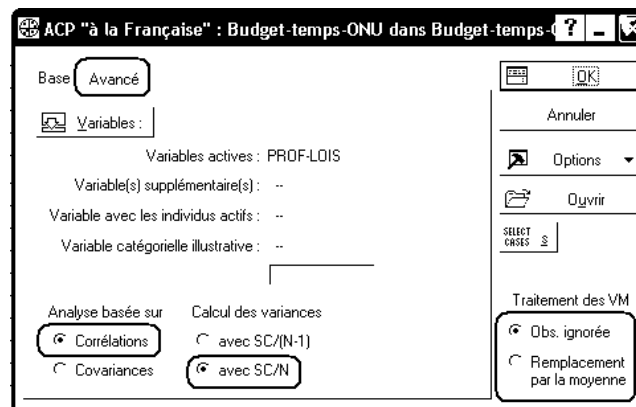 ACP "à la Française" : Budget-temps-ONU dans Budget-temps-
Base Avancé
Variables :
Variables actives : PROF-LOIS
Variable(s) supplémentaire(s) : --
Variable avec les individus actifs : --
Variable catégorielle illustrative : --
Analyse basée sur
Corrélations
Covariances
Calcul des variances
avec SC/(N-1)
avec SC/N
OK
Annuler
Options
Ouvrir
SELECT
CASES S
Traitement des VM
Obs. ignorée
Remplacement
par la moyenne